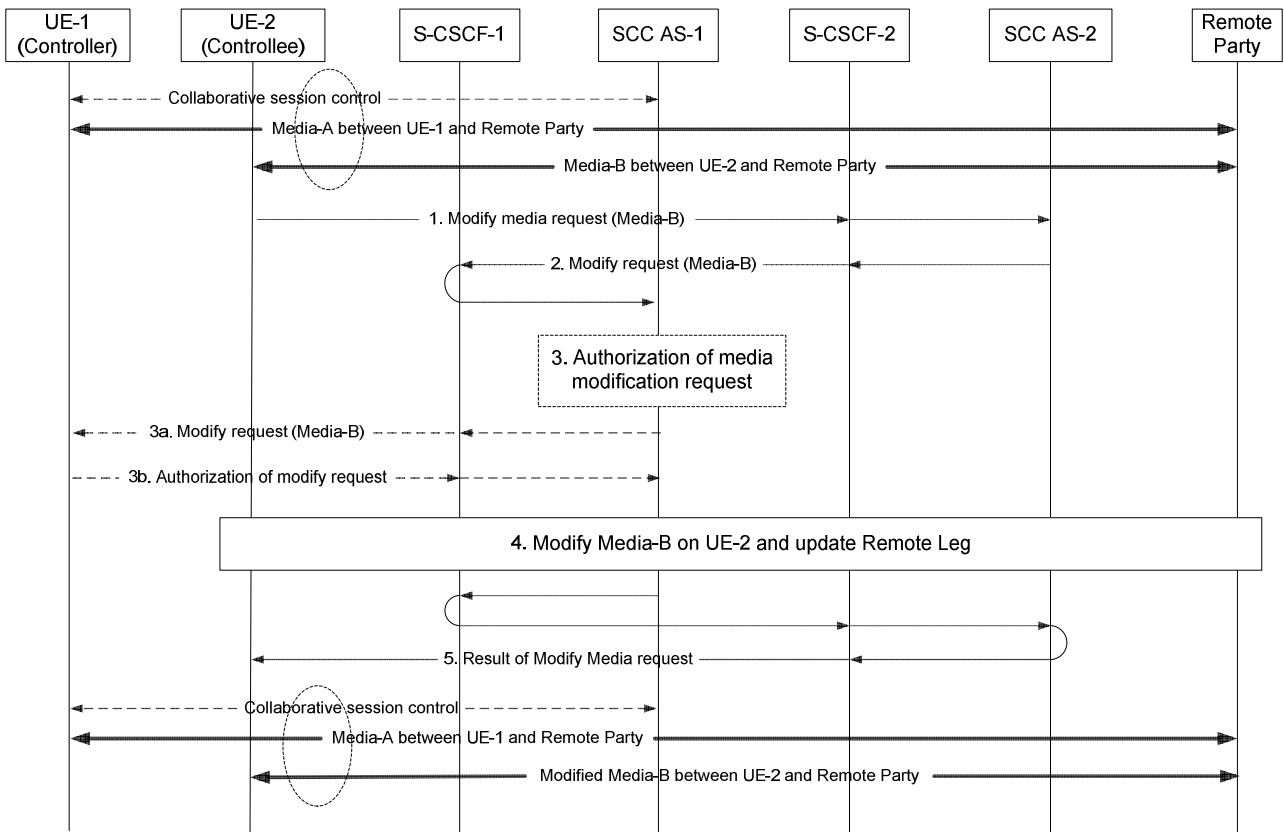 UE-1
(Controller)
UE-2
(Controllee)
S-CSCF-1
SCC AS-1
S-CSCF-2
SCC AS-2
Remote
Party
Collaborative session control
Media-A between UE-1 and Remote Party
Media-B between UE-2 and Remote Party
1. Modify media request (Media-B)
2. Modify request (Media-B)
3. Authorization of media
modification request
3a. Modify request (Media-B)
3b. Authorization of modify request
4. Modify Media-B on UE-2 and update Remote Leg
5. Result of Modify Media request
Collaborative session control
Media-A between UE-1 and Remote Party
Modified Media-B between UE-2 and Remote Party